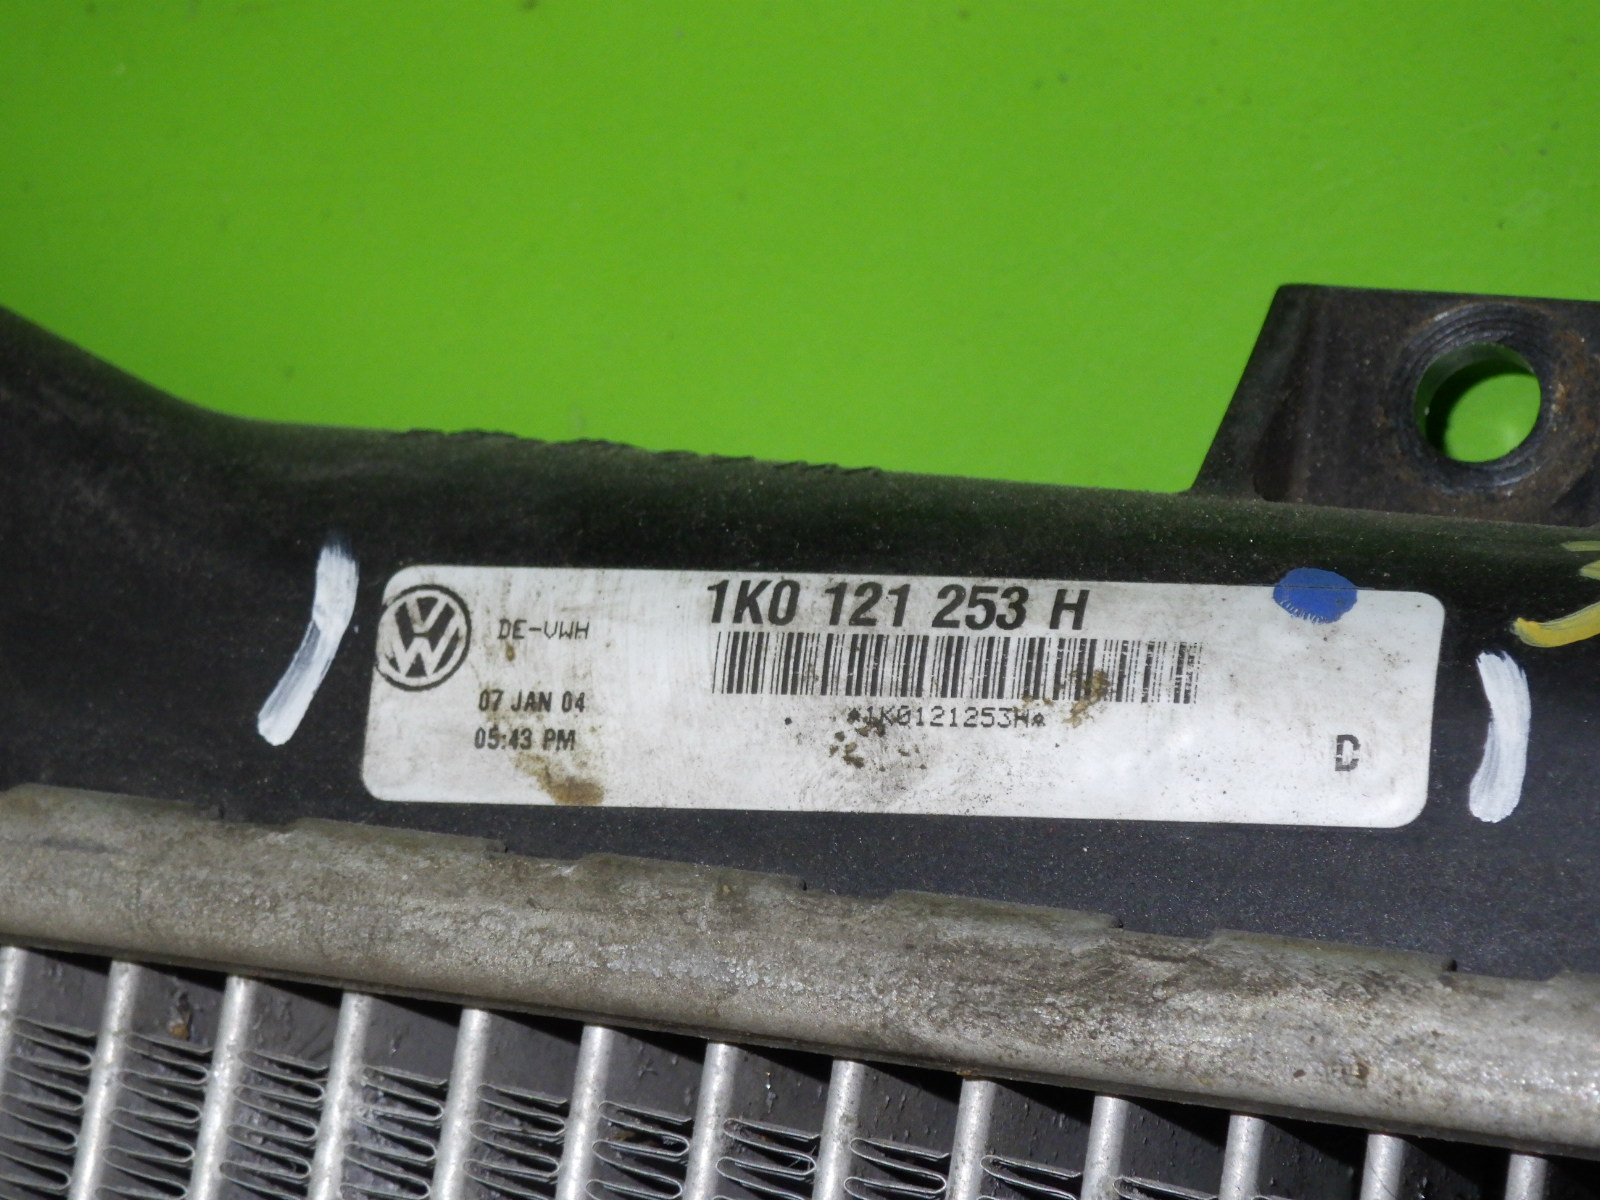 1K0 121 253 H
DE-VWH
07 JAN 04
05:43 PM
*1K0121253H*
D